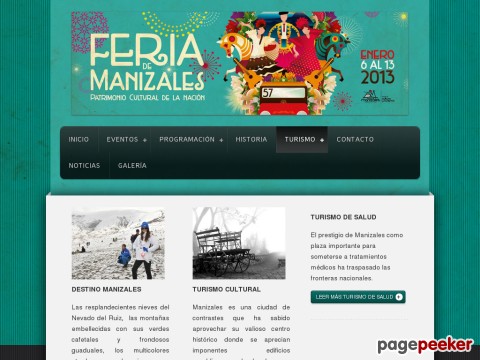 FERIA
DE
MANIZALES
PATRIMONIO CULTURAL DE LA NACIÓN
57
ENERO
6 AL 13
2013
INICIO
EVENTOS +
PROGRAMACIÓN +
HISTORIA
TURISMO +
CONTACTO
NOTICIAS
GALERÍA
DESTINO MANIZALES
Las resplandecientes nieves del
Nevado del Ruiz, las montañas
embellecidas con sus verdes
cafetales y frondosos
guaduales, los multicolores
TURISMO CULTURAL
Manizales es una ciudad
de contrastes que ha sabido
aprovechar su valioso centro
histórico donde se aprecian
imponentes edificios
TURISMO DE SALUD
El prestigio de Manizales como
plaza importante para
someterse a tratamientos
médicos ha traspasado las
fronteras nacionales.
LEER MÁS TURISMO DE SALUD
pagepeeker